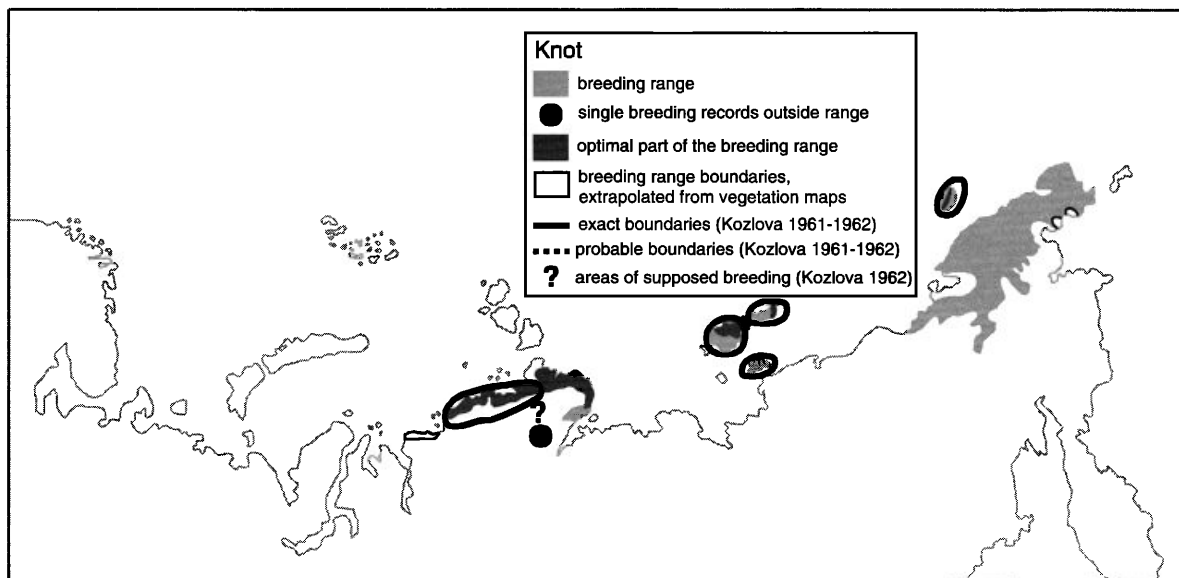 Knot
breeding range
single breeding records outside range
optimal part of the breeding range
breeding range boundaries,
extrapolated from vegetation maps
exact boundaries (Kozlova 1961-1962)
probable boundaries (Kozlova 1961-1962)
? areas of supposed breeding (Kozlova 1962)
?